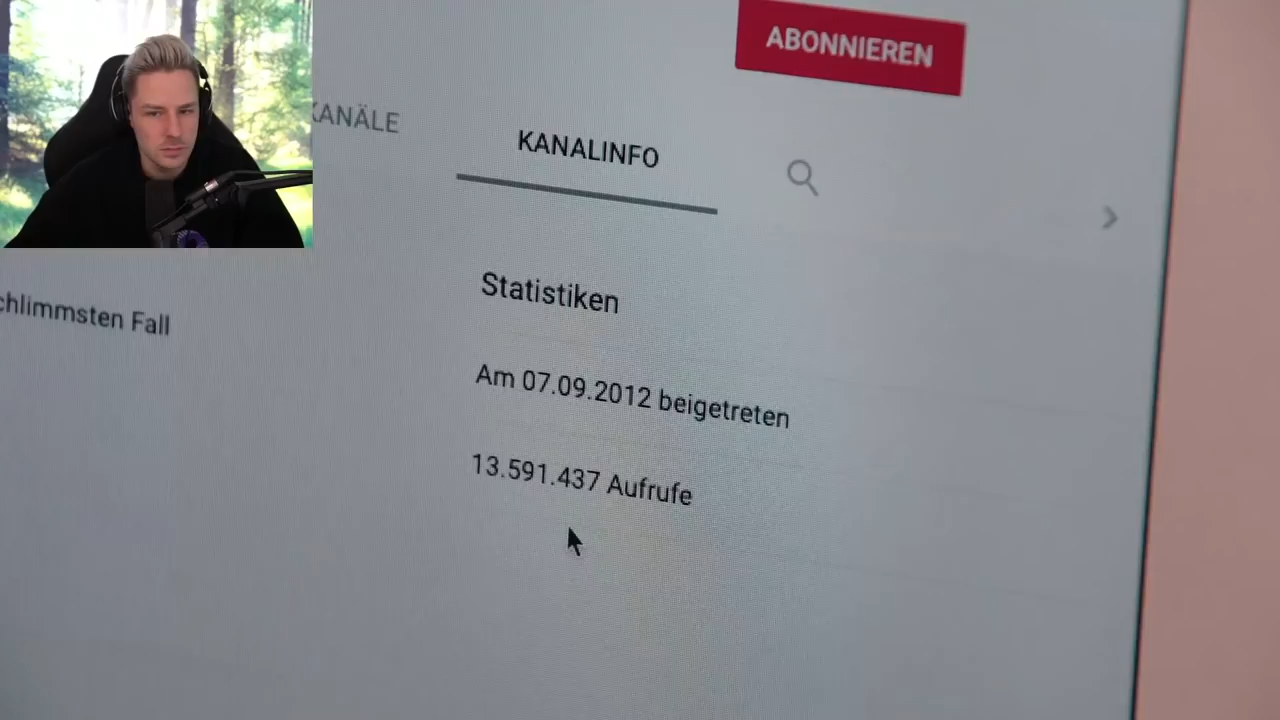 ABONNIEREN
KANÄLE
KANALINFO
Statistiken
chlimmsten Fall
Am 07.09.2012 beigetreten
13.591.437 Aufrufe